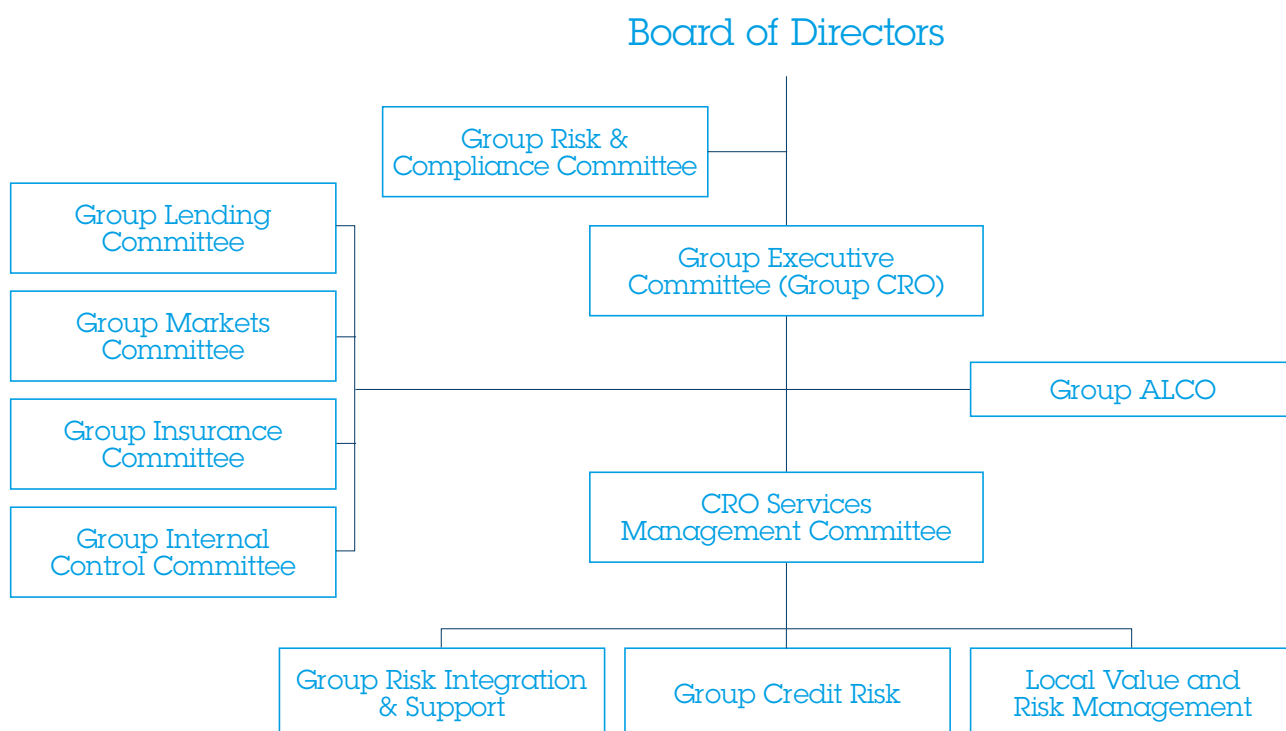 Board of Directors
Group Risk &
Compliance Committee
Group Lending
Committee
Group Executive
Committee (Group CRO)
Group Markets
Committee
Group ALCO
Group Insurance
Committee
CRO Services
Management Committee
Group Internal
Control Committee
Group Risk Integration
& Support
Group Credit Risk
Local Value and
Risk Management